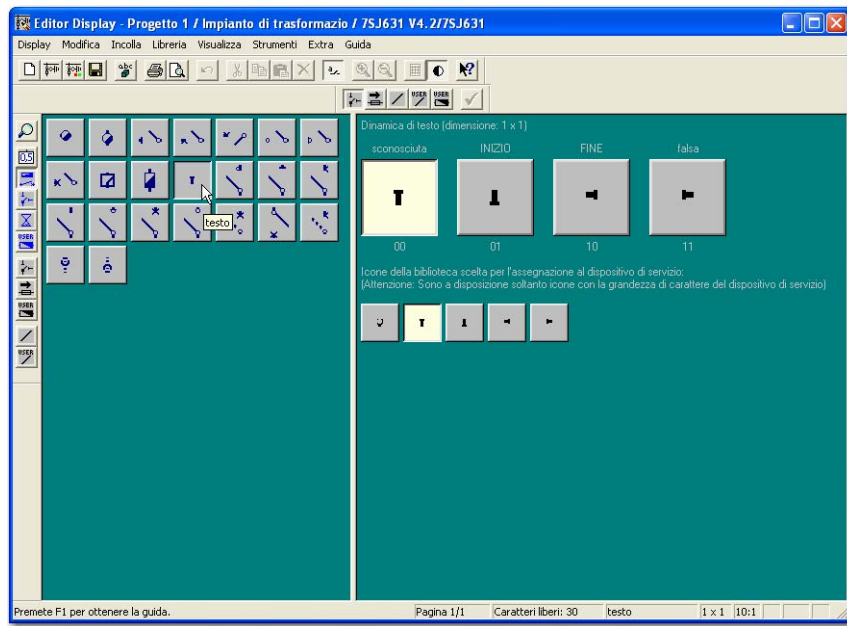 Editor Display - Progetto 1 / Impianto di trasformazio / 7SJ631 V4.2/7SJ631
Display Modifica Incolla Libreria Visualizza Strumenti Extra Guida
Dinamica di testo (dimensione: 1 x 1)
sconosciuta INIZIO FINE falsa
00 01 10 11
testo
Icone della biblioteca scelta per l'assegnazione al dispositivo di servizio:
(Attenzione: Sono a disposizione soltanto icone con la grandezza di carattere del dispositivo di servizio)
Premete F1 per ottenere la guida. Pagina 1/1 Caratteri liberi: 30 testo 1 x 1 10:1